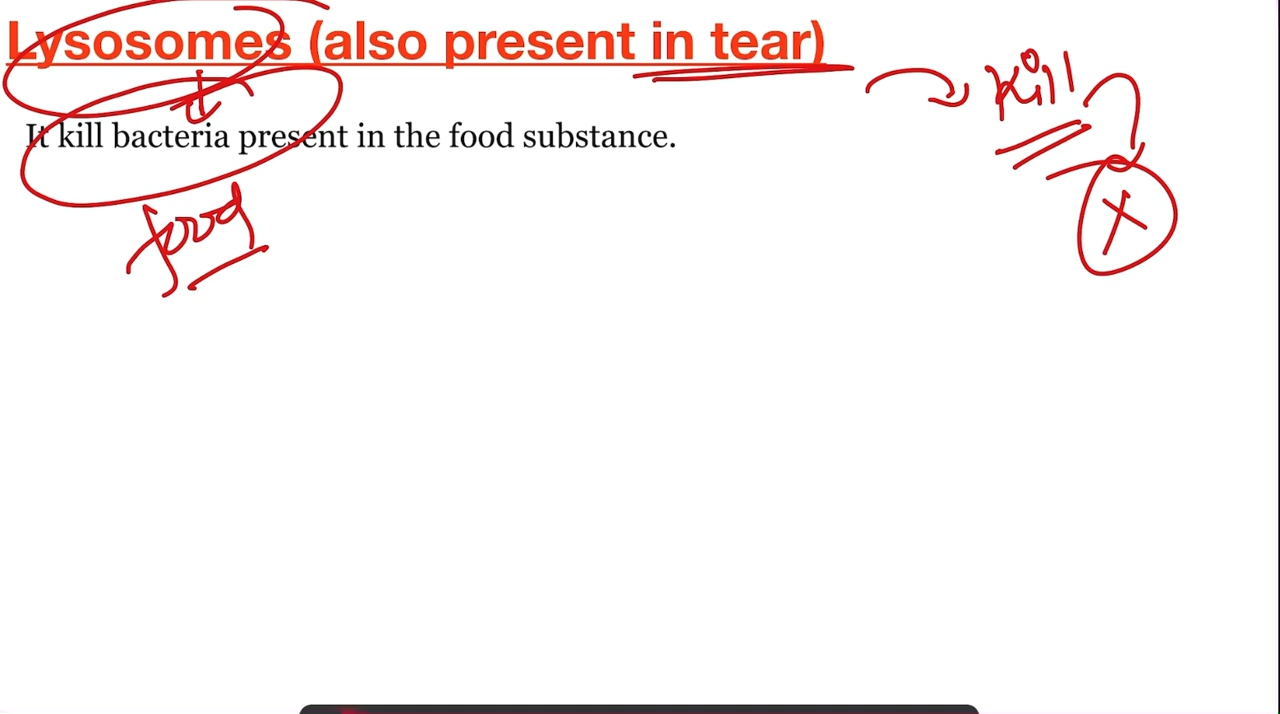 Lysosomes (also present in tear)
Kill
It kill bacteria present in the food substance.
food
X